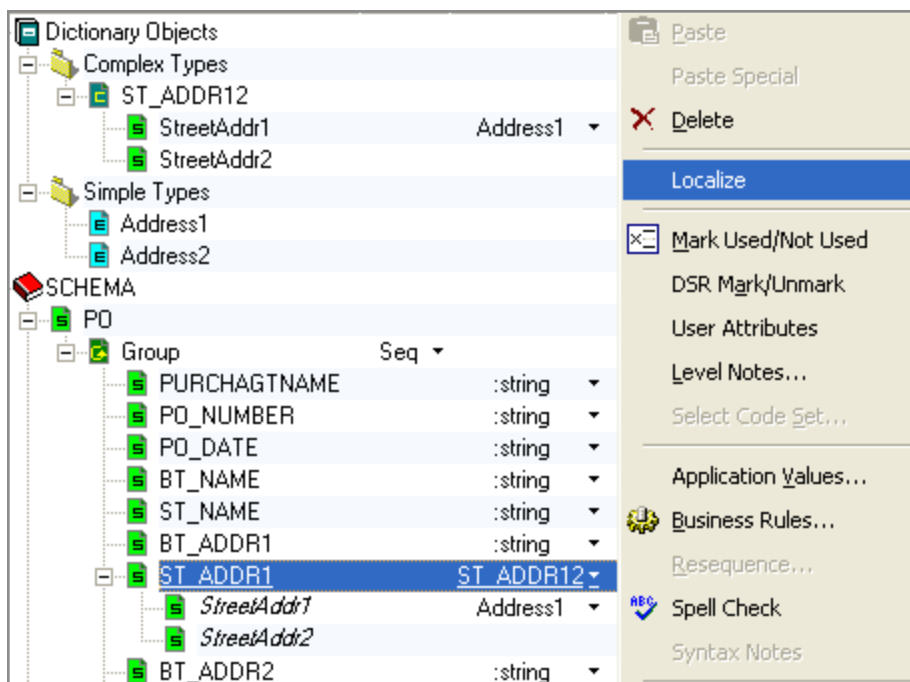 Dictionary Objects
Complex Types
ST_ADDR12
StreetAddr1 Address1
StreetAddr2
Simple Types
Address1
Address2
SCHEMA
PO
Group Seq
PURCHAGTNAME :string
PO_NUMBER :string
PO_DATE :string
BT_NAME :string
ST_NAME :string
BT_ADDR1 :string
ST_ADDR1 ST_ADDR12
StreetAddr1 Address1
StreetAddr2
BT_ADDR2 :string
Paste
Paste Special
Delete
Localize
Mark Used/Not Used
DSR Mark/Unmark
User Attributes
Level Notes...
Select Code Set...
Application Values...
Business Rules...
Resequence...
Spell Check
Syntax Notes